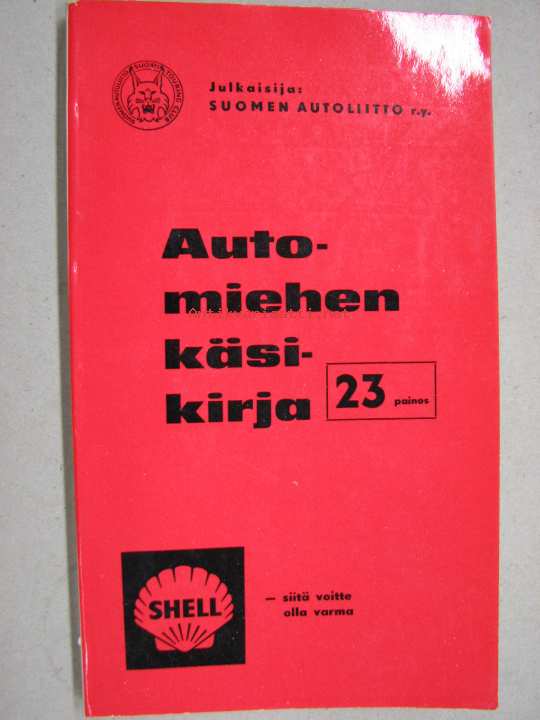 Julkaisija:
SUOMEN AUTOLIITTO r.y.
Auto-
miehen
käsi-
kirja
23 painos
SHELL
— siitä voitte
olla varma